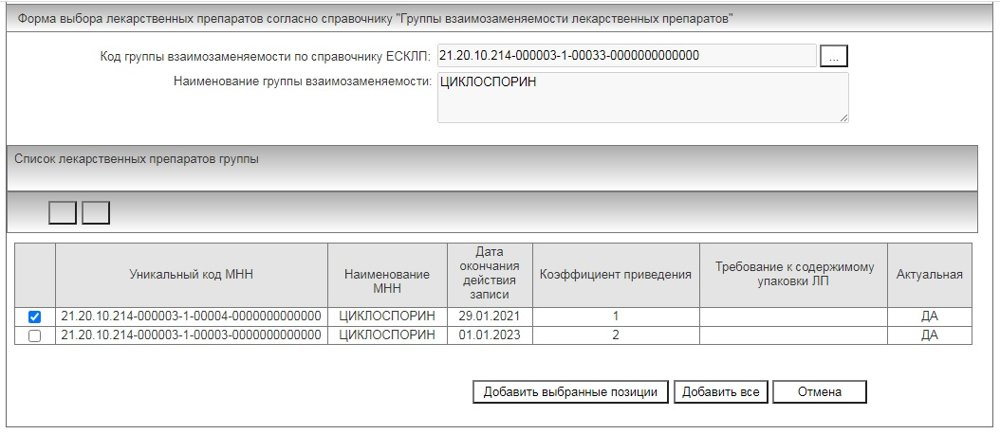 Форма выбора лекарственных препаратов согласно справочнику "Группы взаимозаменяемости лекарственных препаратов"
Код группы взаимозаменяемости по справочнику ЕСКЛП: 21.20.10.214-000003-1-00033-0000000000000 ...
Наименование группы взаимозаменяемости: ЦИКЛОСПОРИН
Список лекарственных препаратов группы
Уникальный код МНН
Наименование
МНН
Дата
окончания
действия
записи
Коэффициент приведения
Требование к содержимому
упаковки ЛП
Актуальная
21.20.10.214-000003-1-00004-0000000000000 ЦИКЛОСПОРИН 29.01.2021 1 ДА
21.20.10.214-000003-1-00003-0000000000000 ЦИКЛОСПОРИН 01.01.2023 2 ДА
Добавить выбранные позиции Добавить все Отмена